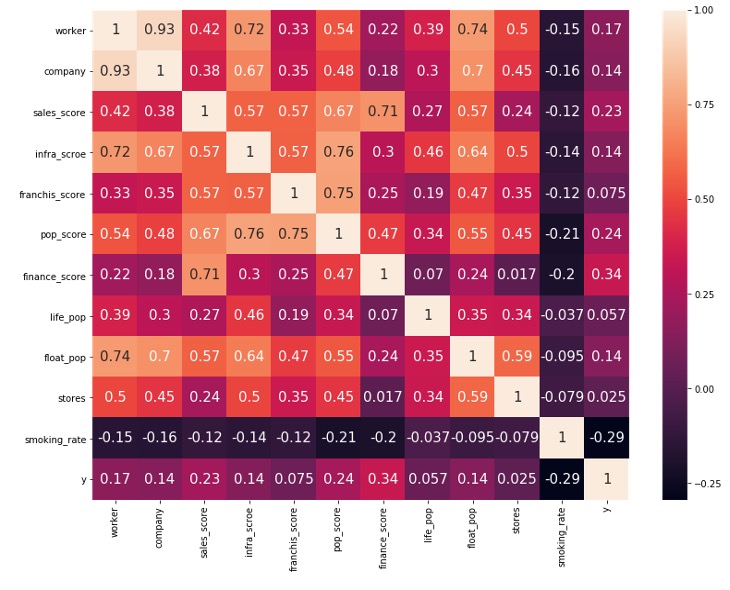 worker 1 0.93 0.42 0.72 0.33 0.54 0.22 0.39 0.74 0.5 -0.15 0.17
company 0.93 1 0.38 0.67 0.35 0.48 0.18 0.3 0.7 0.45 -0.16 0.14
sales_score 0.42 0.38 1 0.57 0.57 0.67 0.71 0.27 0.57 0.24 -0.12 0.23
infra_scroe 0.72 0.67 0.57 1 0.57 0.76 0.3 0.46 0.64 0.5 -0.14 0.14
franchis_score 0.33 0.35 0.57 0.57 1 0.75 0.25 0.19 0.47 0.35 -0.12 0.075
pop_score 0.54 0.48 0.67 0.76 0.75 1 0.47 0.34 0.55 0.45 -0.21 0.24
finance_score 0.22 0.18 0.71 0.3 0.25 0.47 1 0.07 0.24 0.017 -0.2 0.34
life_pop 0.39 0.3 0.27 0.46 0.19 0.34 0.07 1 0.35 0.34 -0.037 0.057
float_pop 0.74 0.7 0.57 0.64 0.47 0.55 0.24 0.35 1 0.59 -0.095 0.14
stores 0.5 0.45 0.24 0.5 0.35 0.45 0.017 0.34 0.59 1 -0.079 0.025
smoking_rate -0.15 -0.16 -0.12 -0.14 -0.12 -0.21 -0.2 -0.037 -0.095 -0.079 1 -0.29
y 0.17 0.14 0.23 0.14 0.075 0.24 0.34 0.057 0.14 0.025 -0.29 1
worker company sales_score infra_scroe franchis_score pop_score finance_score life_pop float_pop stores smoking_rate y
1.00
0.75
0.50
0.25
0.00
−0.25